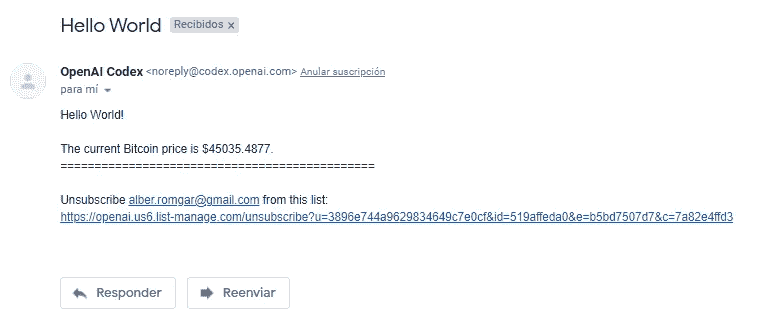 Hello World Recibidos x
OpenAI Codex <noreply@codex.openai.com> Anular suscripción
para mí
Hello World!
The current Bitcoin price is $45035.4877.
==============================================
Unsubscribe alber.romgar@gmail.com from this list:
https://openai.us6.list-manage.com/unsubscribe?u=3896e744a9629834649c7e0cf&id=519affeda0&e=b5bd7507d7&c=7a82e4ffd3
Responder Reenviar